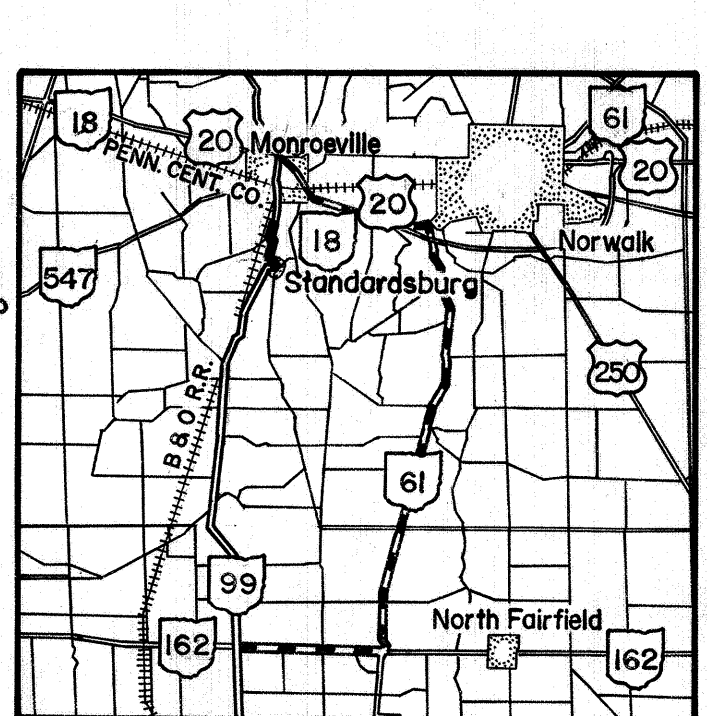 18
20
Monroeville
61
PENN. CENT. CO.
20
20
18
Norwalk
547
Standardsburg
250
B & O R.R.
61
99
North Fairfield
162
162